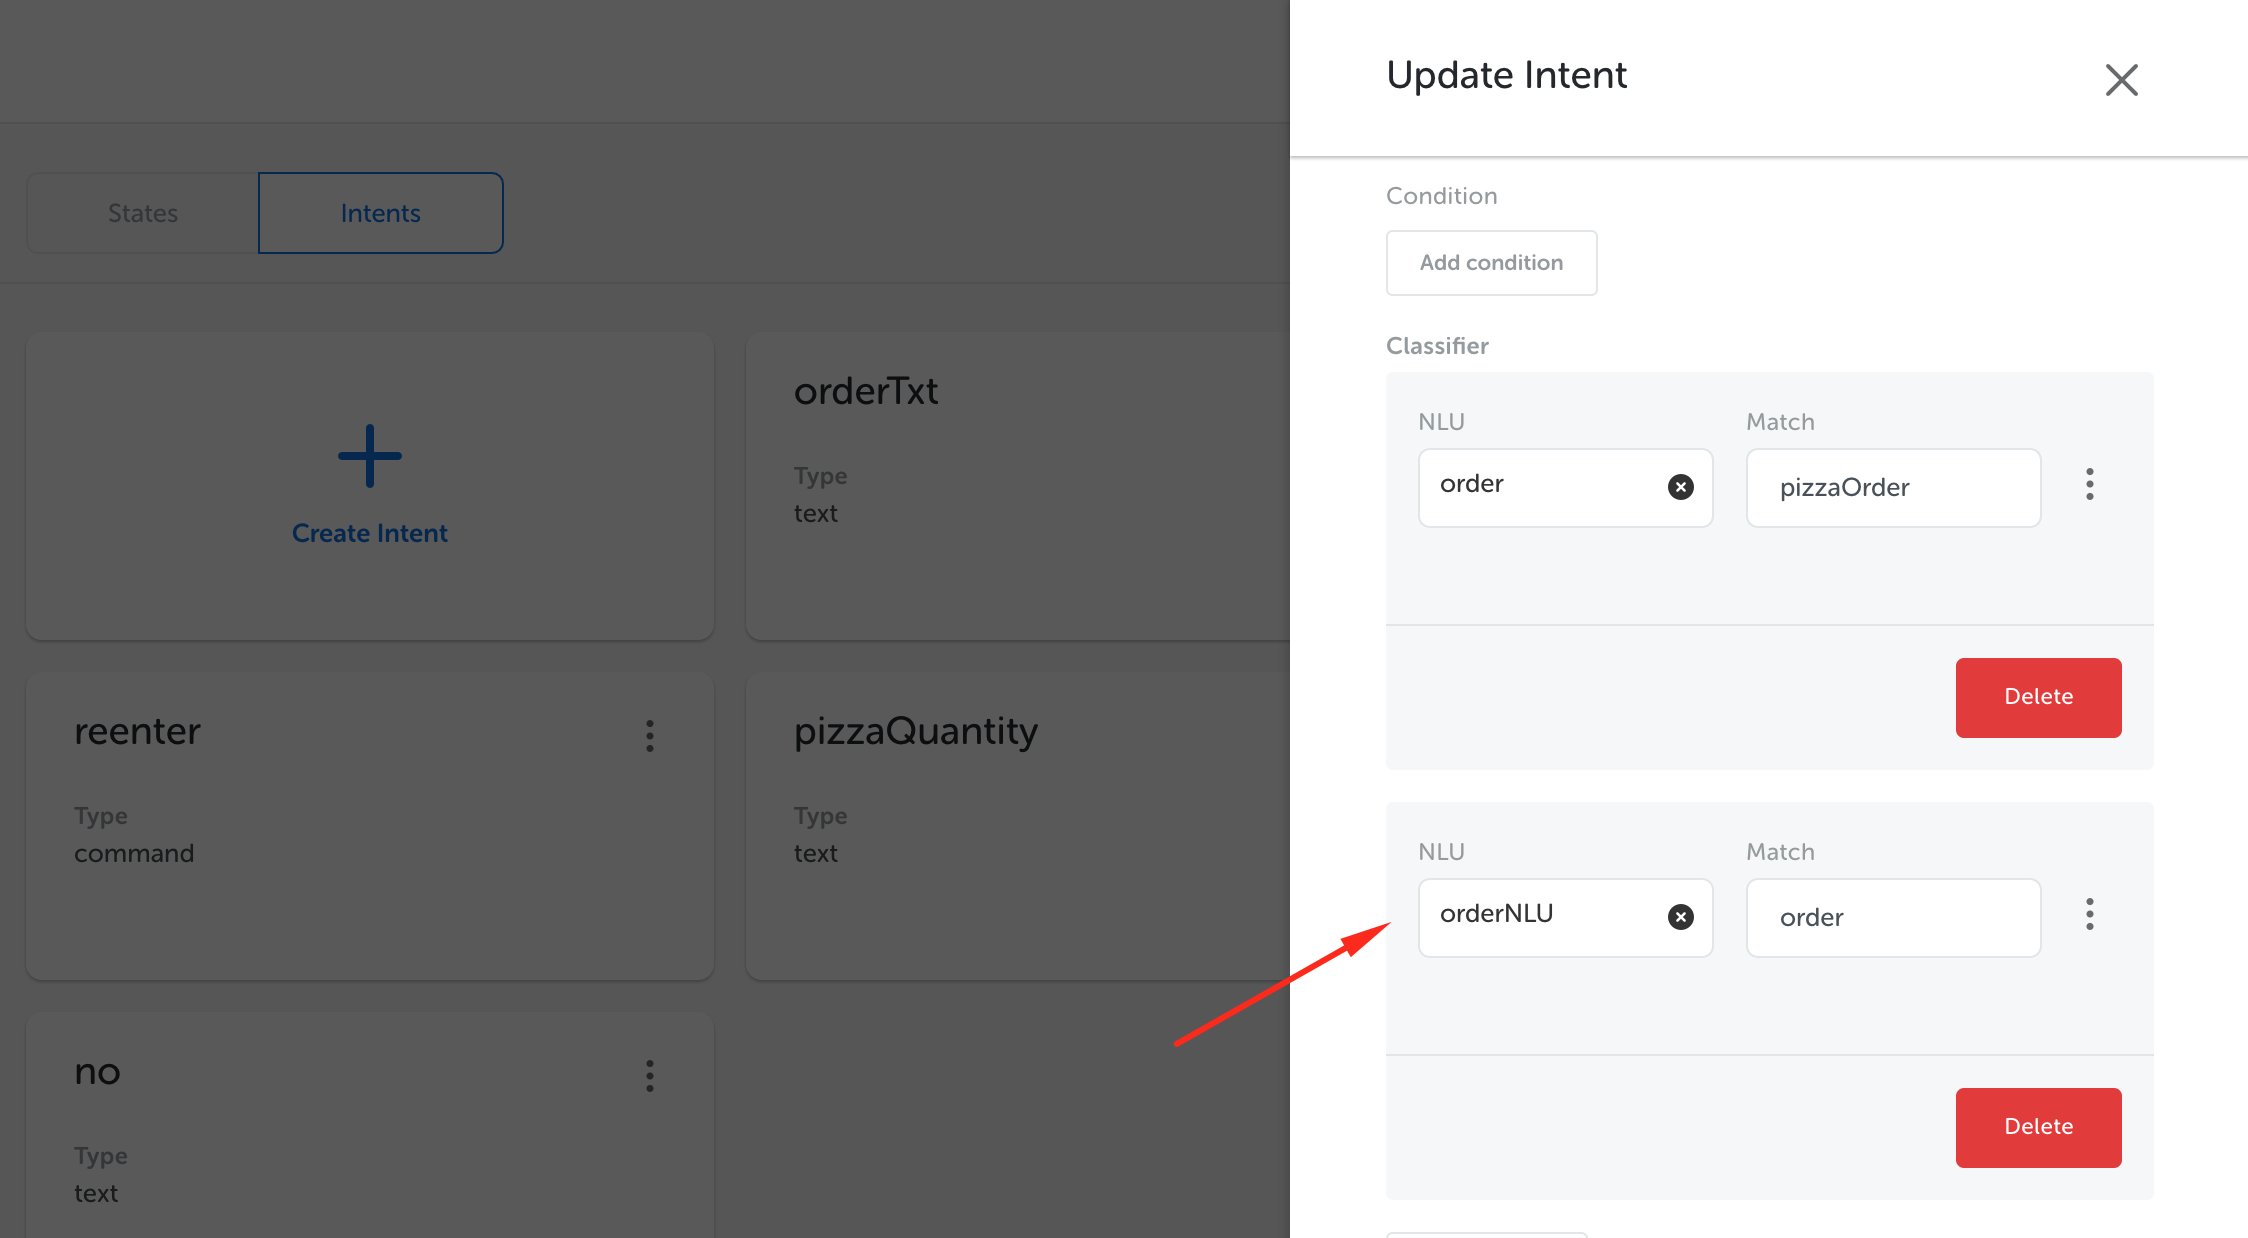 States
Intents
Create Intent
orderTxt
Type
text
reenter
Type
command
pizzaQuantity
Type
text
no
Type
text
Update Intent
Condition
Add condition
Classifier
NLU
Match
order
pizzaOrder
Delete
NLU
Match
orderNLU
order
Delete